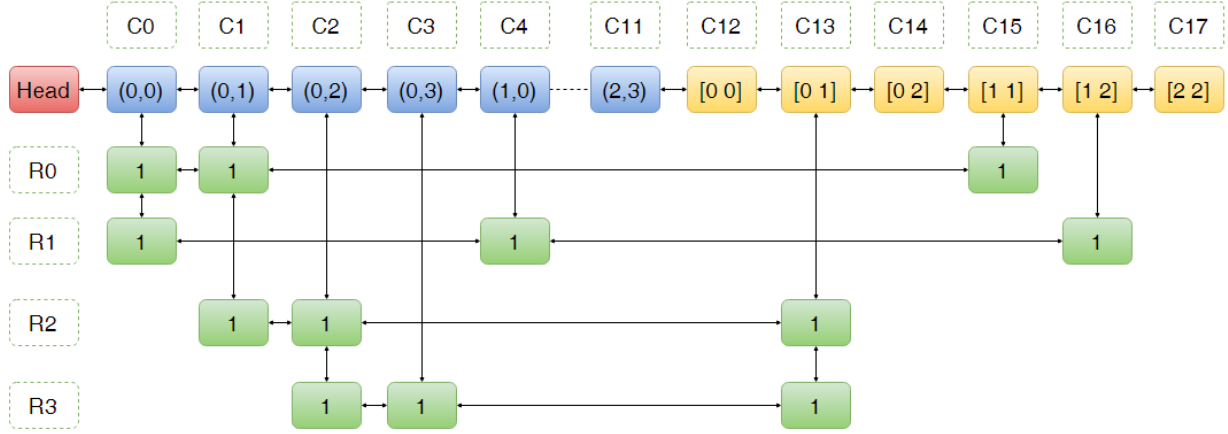 C0 C1 C2 C3 C4 C11 C12 C13 C14 C15 C16 C17
Head (0,0) (0,1) (0,2) (0,3) (1,0) (2,3) [0 0] [0 1] [0 2] [1 1] [1 2] [2 2]
R0 1 1 1
R1 1 1 1
R2 1 1 1
R3 1 1 1